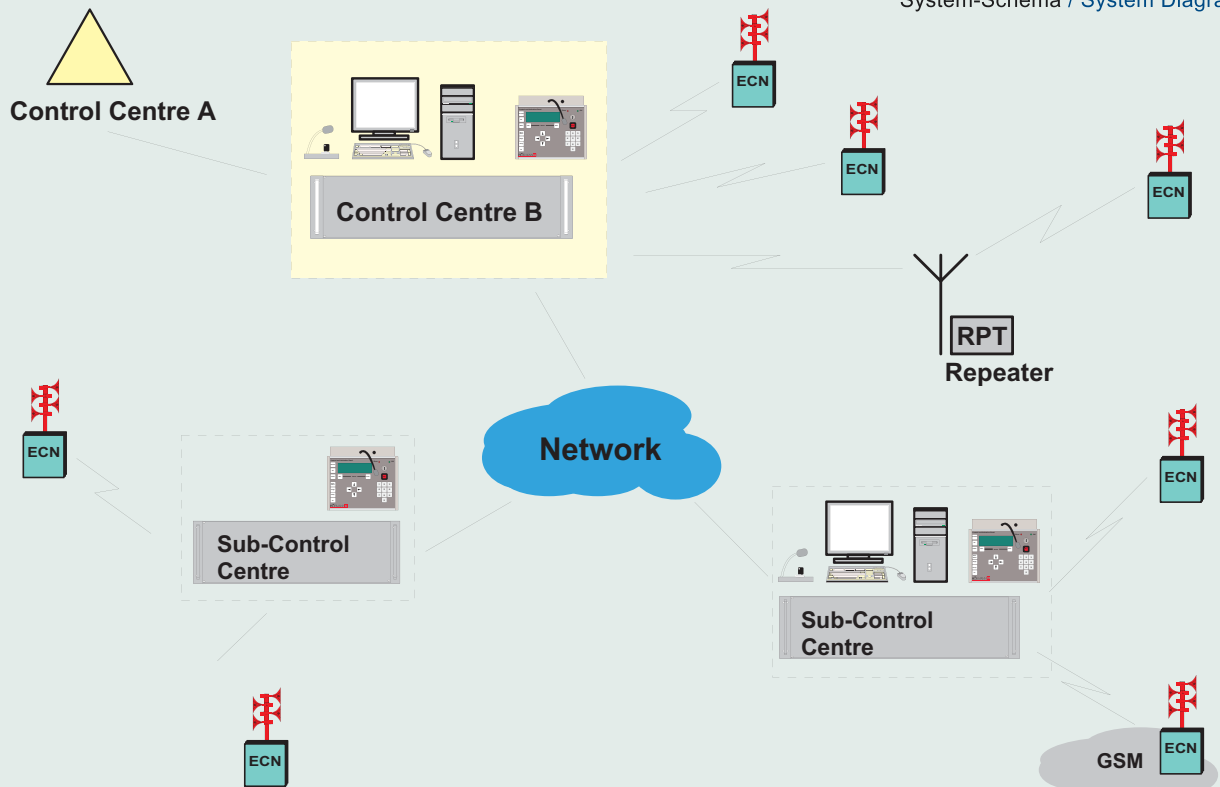 System-Schema / System Diagra
ECN
Control Centre A
ECN
ECN
Control Centre B
RPT
Repeater
Network
ECN
ECN
Sub-Control
Centre
Sub-Control
Centre
ECN
GSM
ECN